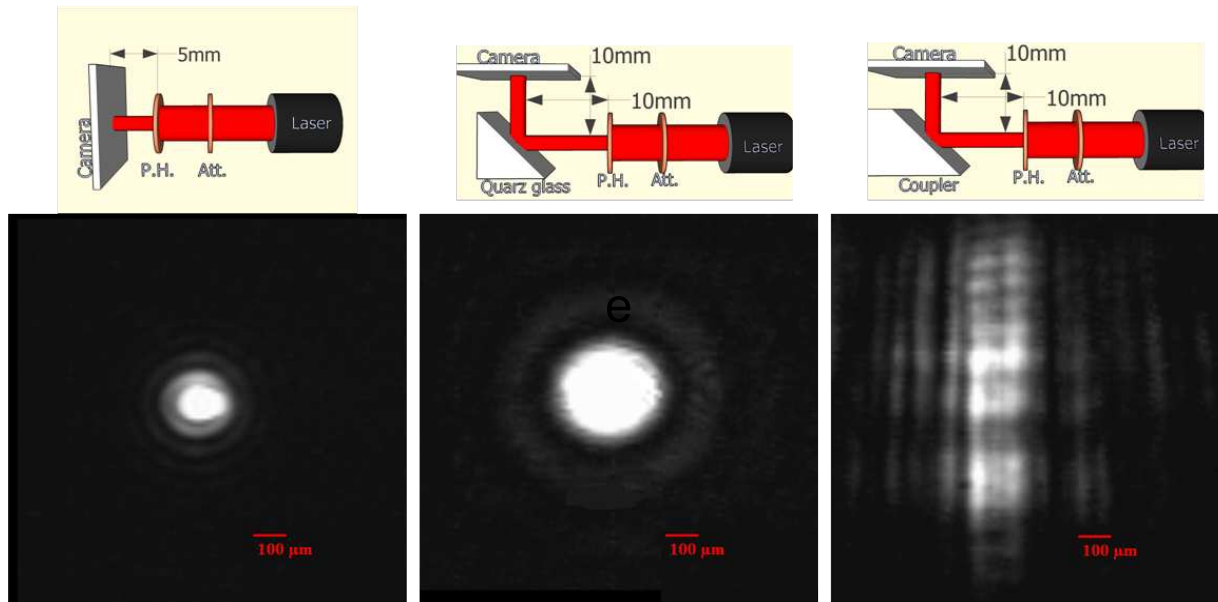 5mm
Camera
P.H.
Att.
Laser
Camera
10mm
10mm
Quarz glass
P.H.
Att.
Laser
Camera
10mm
10mm
Coupler
P.H.
Att.
Laser
e
100 µm
100 µm
100 µm